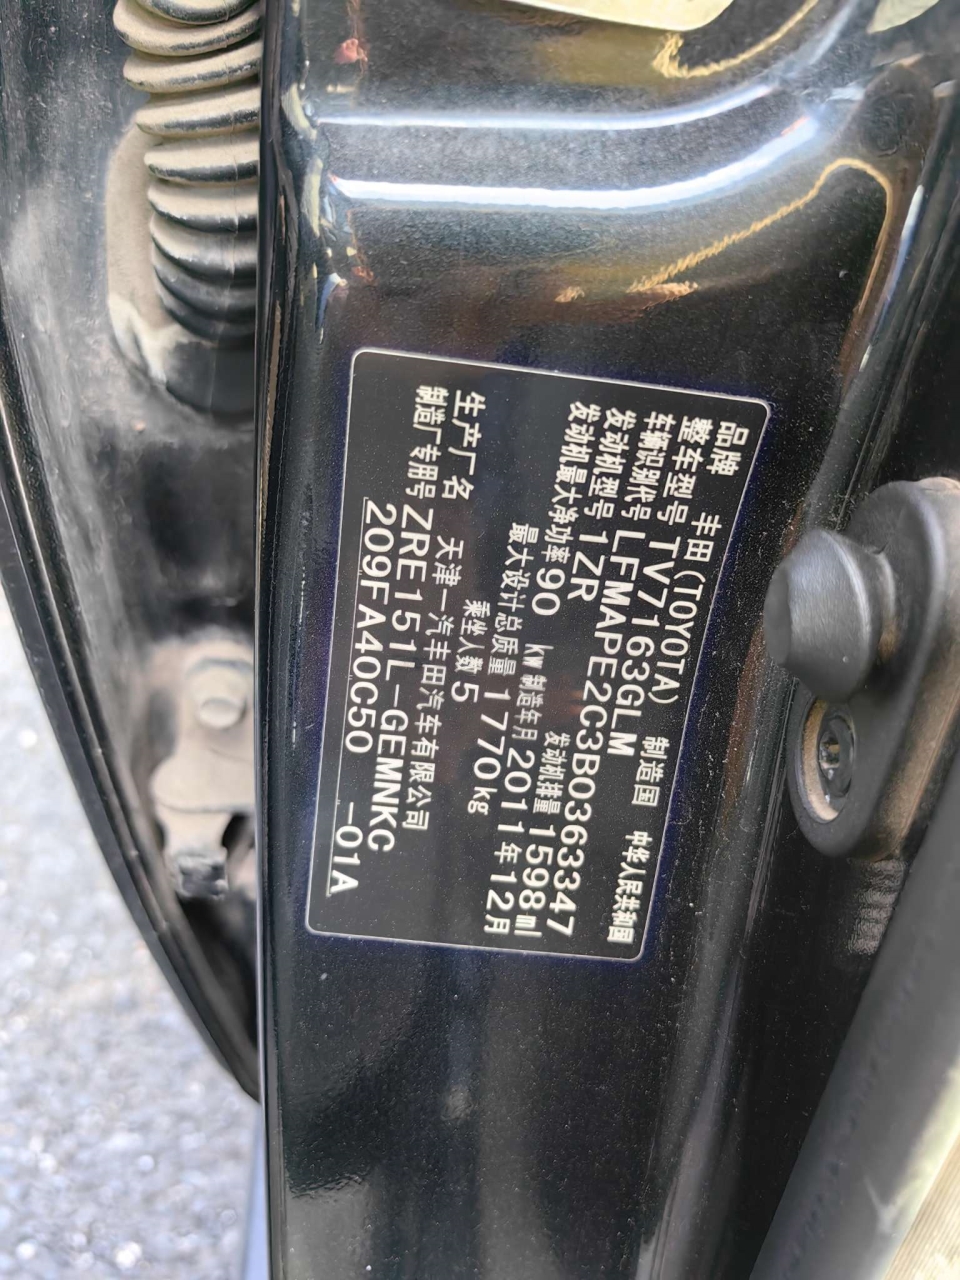 品牌 丰田(TOYOTA) 制造国 中华人民共和国
整车型号 TV7163GLM
车辆识别代号 LFMAPE2C3B0363347
发动机型号 1ZR 发动机排量 1598ml
发动机最大净功率 90 kW 制造年月 2011年12月
最大设计总质量 1770kg
乘坐人数 5
生产厂名 天津一汽丰田汽车有限公司
制造厂专用号 ZRE151L-GEMNKC
209FA40C50 -01A